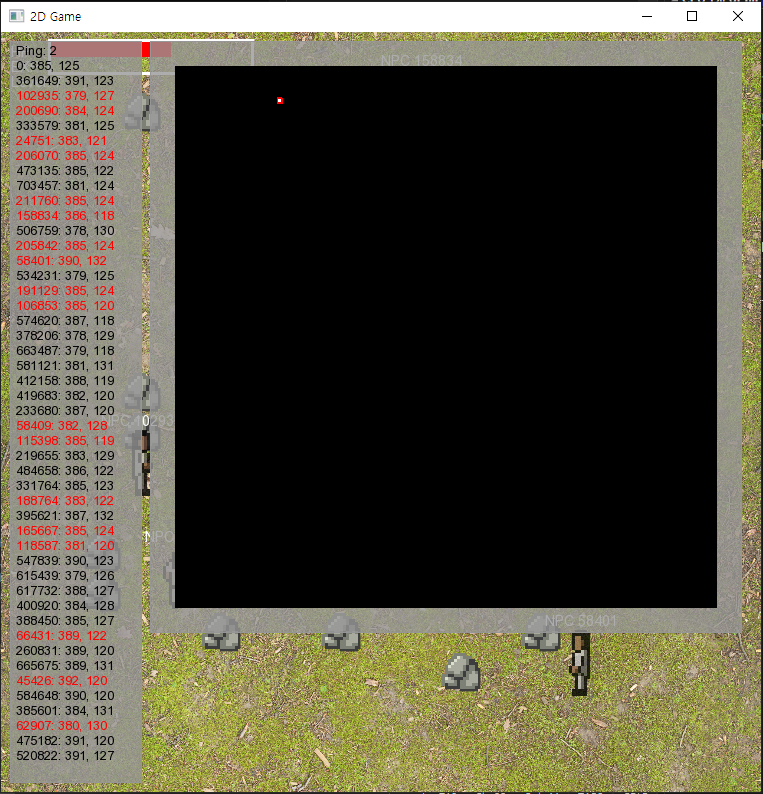 2D Game
Ping: 2
0: 385, 125
361649: 391, 123
102935: 379, 127
200690: 384, 124
333579: 381, 125
24751: 383, 121
206070: 385, 124
473135: 385, 122
703457: 381, 124
211760: 385, 124
158834: 386, 118
506759: 378, 130
205842: 385, 124
58401: 390, 132
534231: 379, 125
191129: 385, 124
106853: 385, 120
574620: 387, 118
378206: 378, 129
663487: 379, 118
581121: 381, 131
412158: 388, 119
419683: 382, 120
233680: 387, 120
58409: 382, 128
115398: 385, 119
219655: 383, 129
484658: 386, 122
331764: 385, 123
188764: 383, 122
395621: 387, 132
165667: 385, 124
118587: 381, 120
547839: 390, 123
615439: 379, 126
617732: 388, 127
400920: 384, 128
388450: 385, 127
66431: 389, 122
260831: 389, 120
665675: 389, 131
45426: 392, 120
584648: 390, 120
385601: 384, 131
62907: 380, 130
475182: 391, 120
520822: 391, 127
NPC 158834
NPC 10293
NPC
NPC 58401